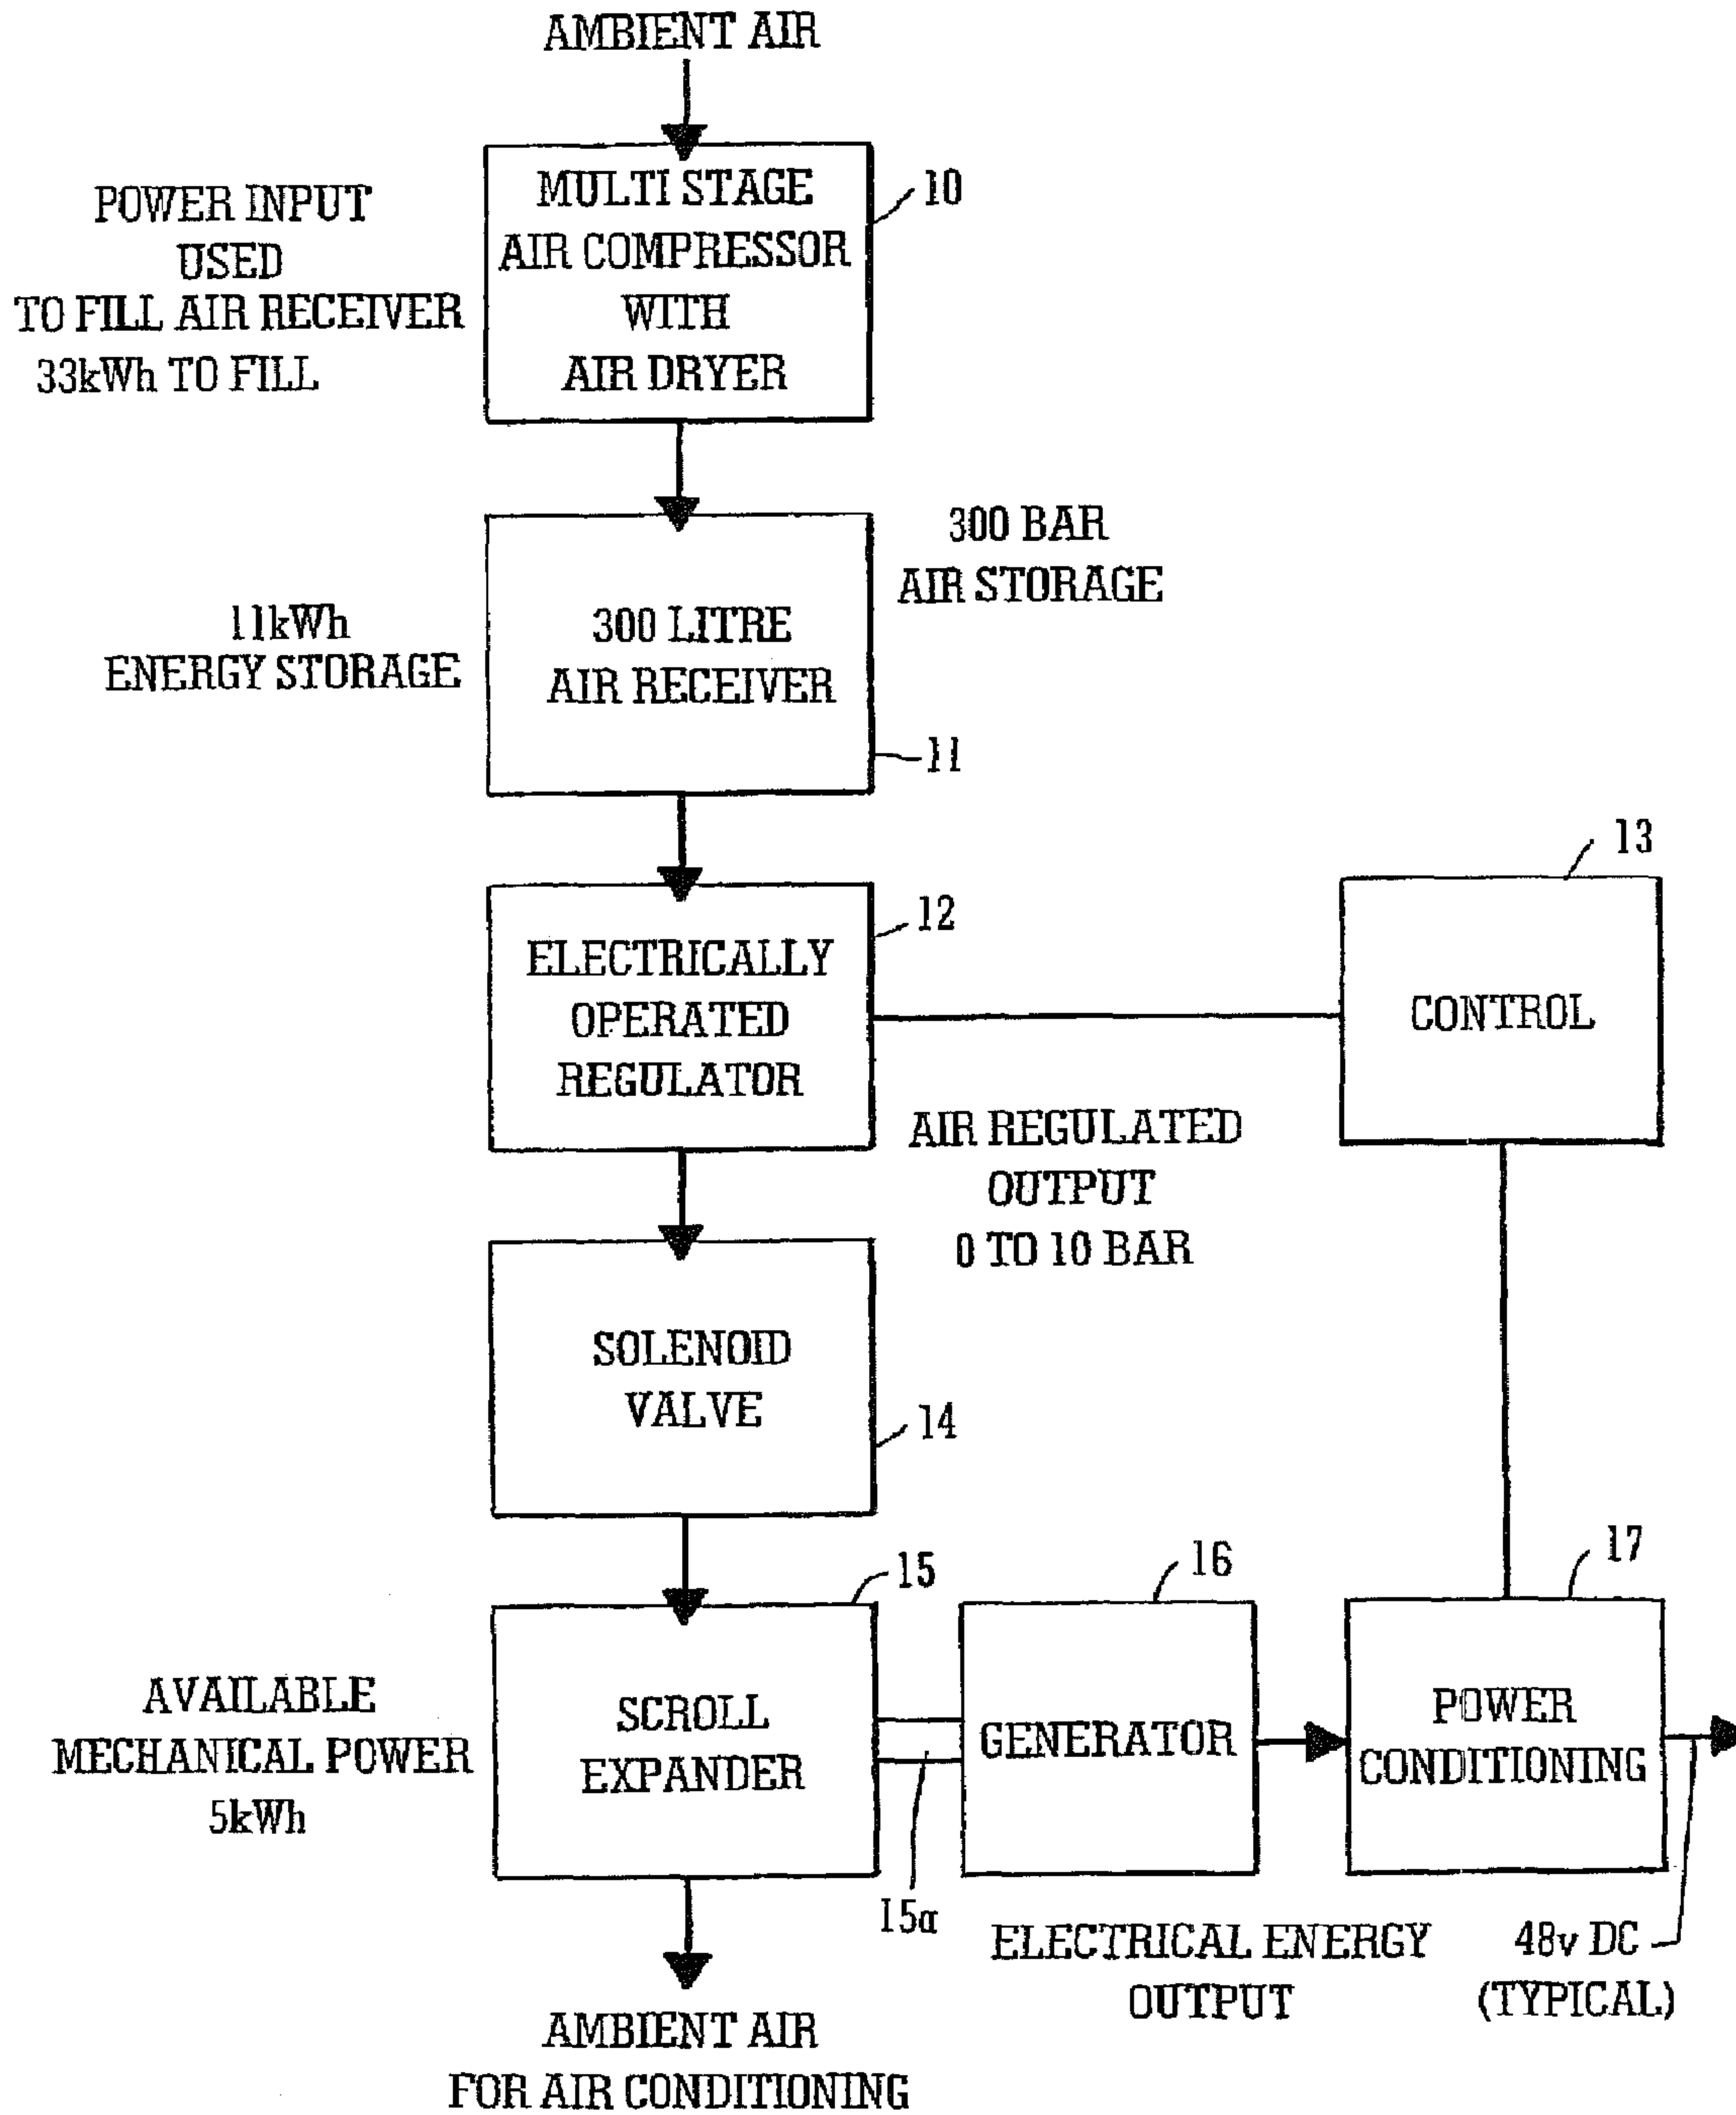 AMBIENT AIR
POWER INPUT
USED
TO FILL AIR RECEIVER
33kWh TO FILL
MULTI STAGE
AIR COMPRESSOR
WITH
AIR DRYER
10
300 BAR
AIR STORAGE
11kWh
ENERGY STORAGE
300 LITRE
AIR RECEIVER
11
12
ELECTRICALLY
OPERATED
REGULATOR
13
CONTROL
AIR REGULATED
OUTPUT
0 TO 10 BAR
SOLENOID
VALVE
14
15
16
17
AVAILABLE
MECHANICAL POWER
5kWh
SCROLL
EXPANDER
15a
GENERATOR
POWER
CONDITIONING
ELECTRICAL ENERGY
OUTPUT
48v DC
(TYPICAL)
AMBIENT AIR
FOR AIR CONDITIONING